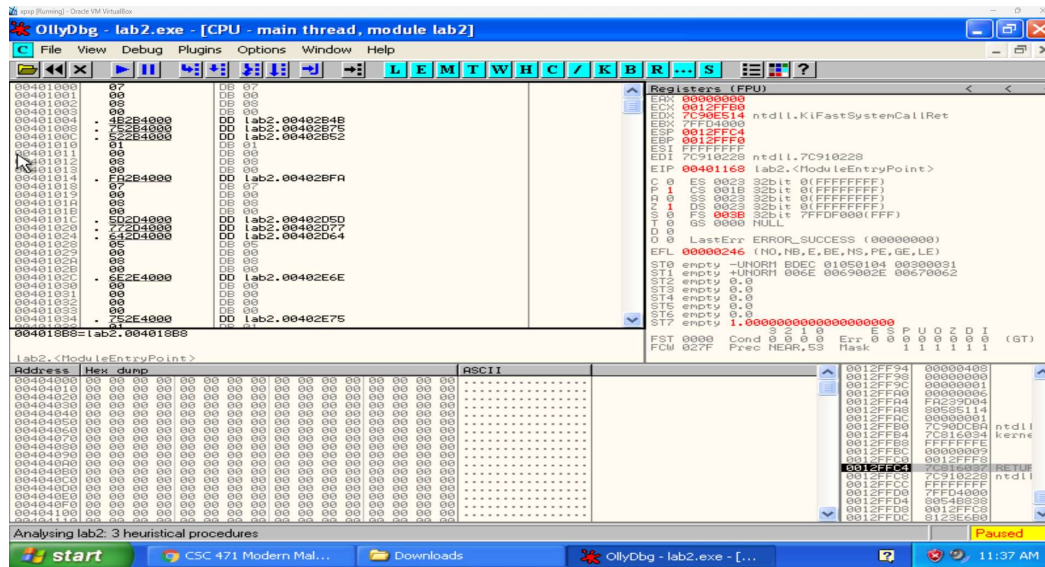 xpxp [Running] - Oracle VM VirtualBox
OllyDbg - lab2.exe - [CPU - main thread, module lab2]
C File View Debug Plugins Options Window Help
L E M T W H C / K B R ... S ?
00401000 07 DB 07
00401001 00 DB 00
00401002 08 DB 08
00401003 00 DB 00
00401004 . 4B2B4000 DD lab2.00402B4B
00401008 . 752B4000 DD lab2.00402B75
0040100C . 522B4000 DD lab2.00402B52
00401010 01 DB 01
00401011 00 DB 00
00401012 08 DB 08
00401013 00 DB 00
00401014 . FA2B4000 DD lab2.00402BFA
00401018 07 DB 07
00401019 00 DB 00
0040101A 08 DB 08
0040101B 00 DB 00
0040101C . 5D2D4000 DD lab2.00402D5D
00401020 . 772D4000 DD lab2.00402D77
00401024 . 642D4000 DD lab2.00402D64
00401028 05 DB 05
00401029 00 DB 00
0040102A 08 DB 08
0040102B 00 DB 00
0040102C . 6E2E4000 DD lab2.00402E6E
00401030 00 DB 00
00401031 00 DB 00
00401032 00 DB 00
00401033 00 DB 00
00401034 . 752E4000 DD lab2.00402E75
004018B8=lab2.004018B8
lab2.<ModuleEntryPoint>
Registers (FPU) < <
EAX 00000000
ECX 0012FFB0
EDX 7C90E514 ntdll.KiFastSystemCallRet
EBX 7FFD4000
ESP 0012FFC4
EBP 0012FFF0
ESI FFFFFFFF
EDI 7C910228 ntdll.7C910228
EIP 00401168 lab2.<ModuleEntryPoint>
C 0 ES 0023 32bit 0(FFFFFFFF)
P 1 CS 001B 32bit 0(FFFFFFFF)
A 0 SS 0023 32bit 0(FFFFFFFF)
Z 1 DS 0023 32bit 0(FFFFFFFF)
S 0 FS 003B 32bit 7FFDF000(FFF)
T 0 GS 0000 NULL
D 0
O 0 LastErr ERROR_SUCCESS (00000000)
EFL 00000246 (NO,NB,E,BE,NS,PE,GE,LE)
ST0 empty -UNORM BDEC 01050104 00300031
ST1 empty +UNORM 006E 0069002E 00670062
ST2 empty 0.0
ST3 empty 0.0
ST4 empty 0.0
ST5 empty 0.0
ST6 empty 0.0
ST7 empty 1.0000000000000000000
3 2 1 0 E S P U O Z D I
FST 0000 Cond 0 0 0 0 Err 0 0 0 0 0 0 0 0 (GT)
FCW 027F Prec NEAR,53 Mask 1 1 1 1 1 1
Address Hex dump ASCII
00404000 00 00 00 00 00 00 00 00 00 00 00 00 00 00 00 00 ................
00404010 00 00 00 00 00 00 00 00 00 00 00 00 00 00 00 00 ................
00404020 00 00 00 00 00 00 00 00 00 00 00 00 00 00 00 00 ................
00404030 00 00 00 00 00 00 00 00 00 00 00 00 00 00 00 00 ................
00404040 00 00 00 00 00 00 00 00 00 00 00 00 00 00 00 00 ................
00404050 00 00 00 00 00 00 00 00 00 00 00 00 00 00 00 00 ................
00404060 00 00 00 00 00 00 00 00 00 00 00 00 00 00 00 00 ................
00404070 00 00 00 00 00 00 00 00 00 00 00 00 00 00 00 00 ................
00404080 00 00 00 00 00 00 00 00 00 00 00 00 00 00 00 00 ................
00404090 00 00 00 00 00 00 00 00 00 00 00 00 00 00 00 00 ................
004040A0 00 00 00 00 00 00 00 00 00 00 00 00 00 00 00 00 ................
004040B0 00 00 00 00 00 00 00 00 00 00 00 00 00 00 00 00 ................
004040C0 00 00 00 00 00 00 00 00 00 00 00 00 00 00 00 00 ................
004040D0 00 00 00 00 00 00 00 00 00 00 00 00 00 00 00 00 ................
004040E0 00 00 00 00 00 00 00 00 00 00 00 00 00 00 00 00 ................
004040F0 00 00 00 00 00 00 00 00 00 00 00 00 00 00 00 00 ................
00404100 00 00 00 00 00 00 00 00 00 00 00 00 00 00 00 00 ................
0012FF94 00000408
0012FF98 00000000
0012FF9C 00000001
0012FFA0 00000006
0012FFA4 FA239D04
0012FFA8 80585114
0012FFAC 00000001
0012FFB0 7C90DCBA ntdll
0012FFB4 7C816034 kerne
0012FFB8 FFFFFFFE
0012FFBC 00000009
0012FFC0 0012FFF8
0012FFC4 7C816037 RETUR
0012FFC8 7C910228 ntdll
0012FFCC FFFFFFFF
0012FFD0 7FFD4000
0012FFD4 8054B838
0012FFD8 0012FFC8
0012FFDC 8123E6B0
Analysing lab2: 3 heuristical procedures Paused
start CSC 471 Modern Mal... Downloads OllyDbg - lab2.exe - [... ? 11:37 AM